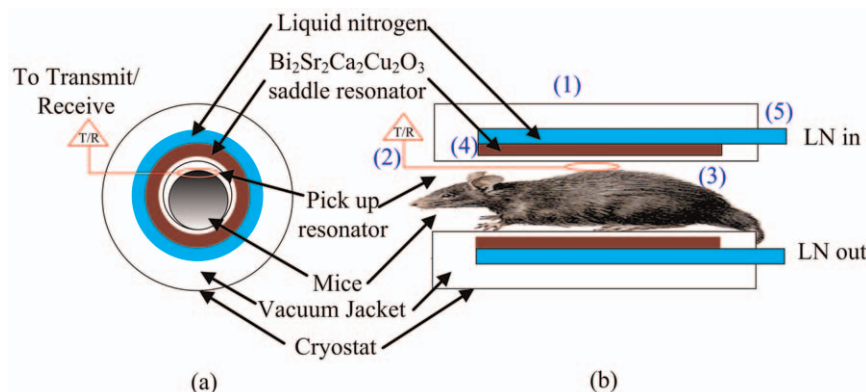 Liquid nitrogen
Bi₂Sr₂Ca₂Cu₂O₃
saddle resonator
To Transmit/
Receive
T/R
Pick up
resonator
Mice
Vacuum Jacket
Cryostat
(a)
(1)
(5)
T/R
LN in
(2)
(4)
(3)
LN out
(b)